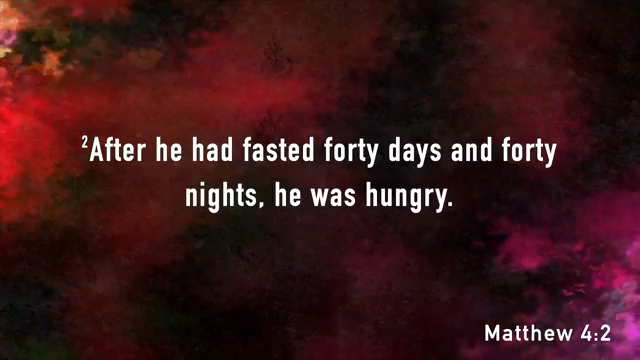 ²After he had fasted forty days and forty
nights, he was hungry.
Matthew 4:2